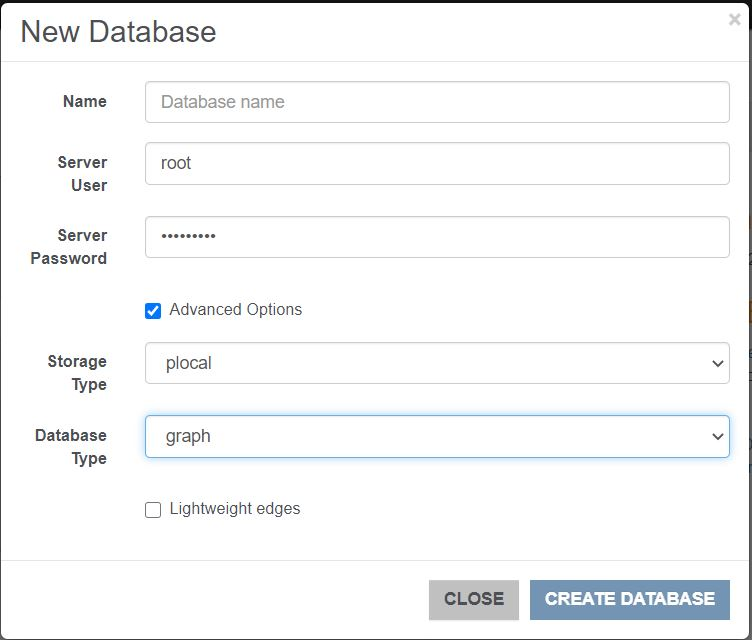 New Database
×
Name
Database name
Server
User
root
Server
Password
•••••••••
Advanced Options
Storage
Type
plocal
Database
Type
graph
Lightweight edges
CLOSE
CREATE DATABASE